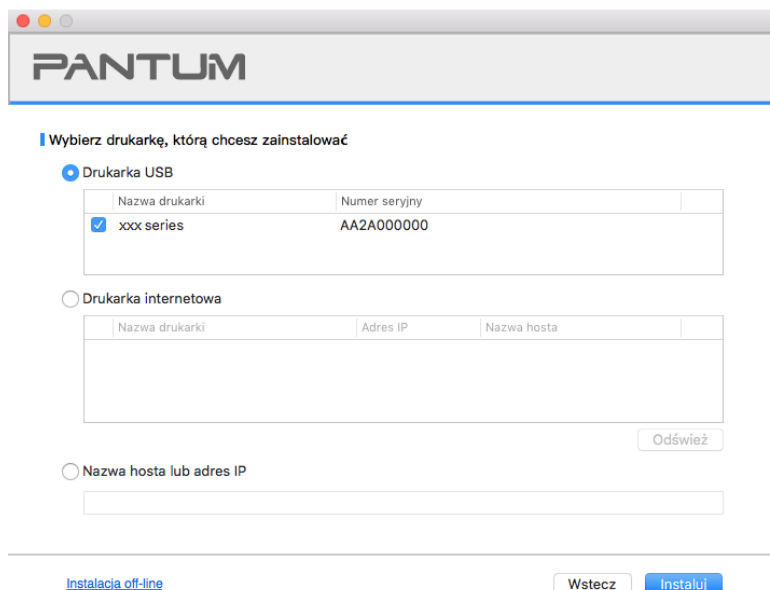 PANTUM
Wybierz drukarkę, którą chcesz zainstalować
Drukarka USB
Nazwa drukarki Numer seryjny
xxx series AA2A000000
Drukarka internetowa
Nazwa drukarki Adres IP Nazwa hosta
Odśwież
Nazwa hosta lub adres IP
Instalacja off-line Wstecz Instaluj